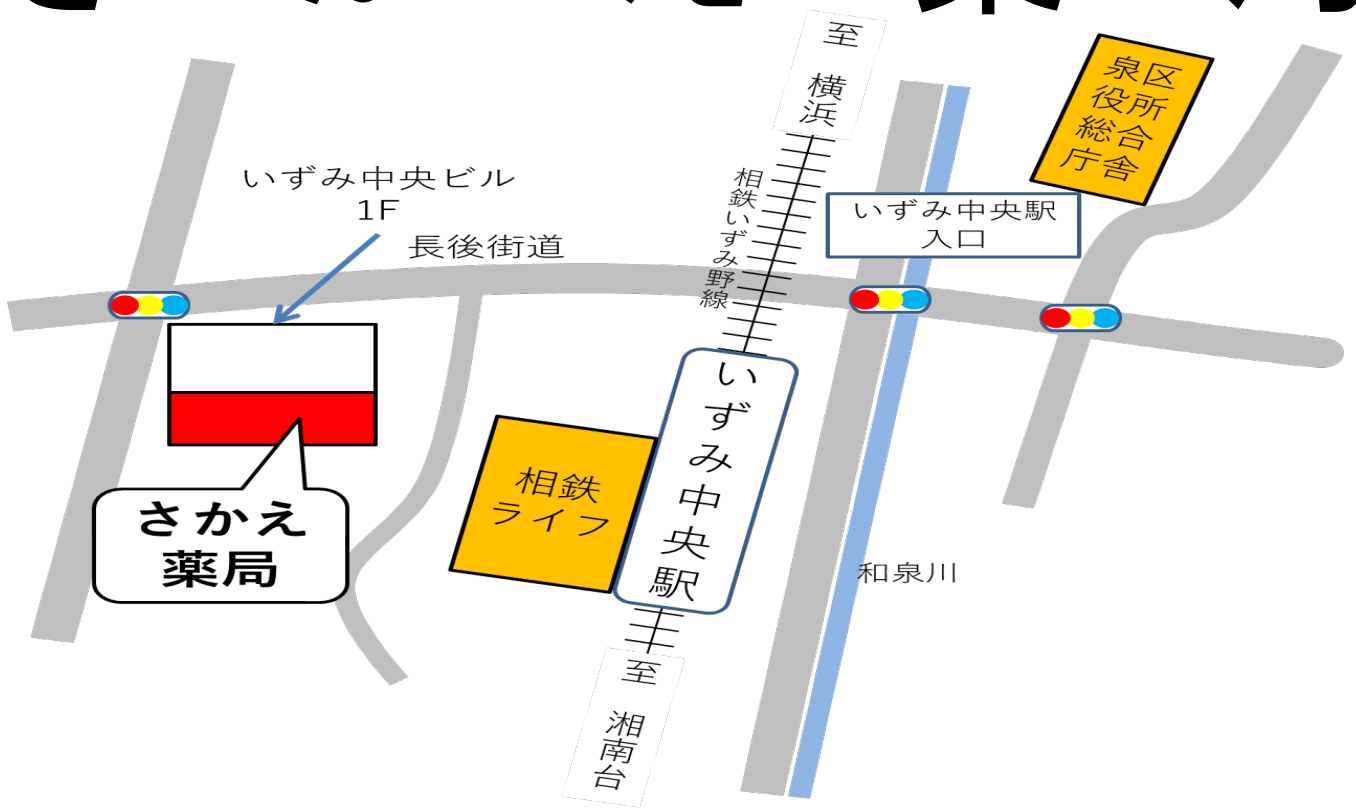 至 横浜
泉区
役所
総合
庁舎
いずみ中央ビル
1F
長後街道
相鉄いずみ野線
いずみ中央駅
入口
いずみ中央駅
相鉄
ライフ
さかえ
薬局
和泉川
至 湘南台